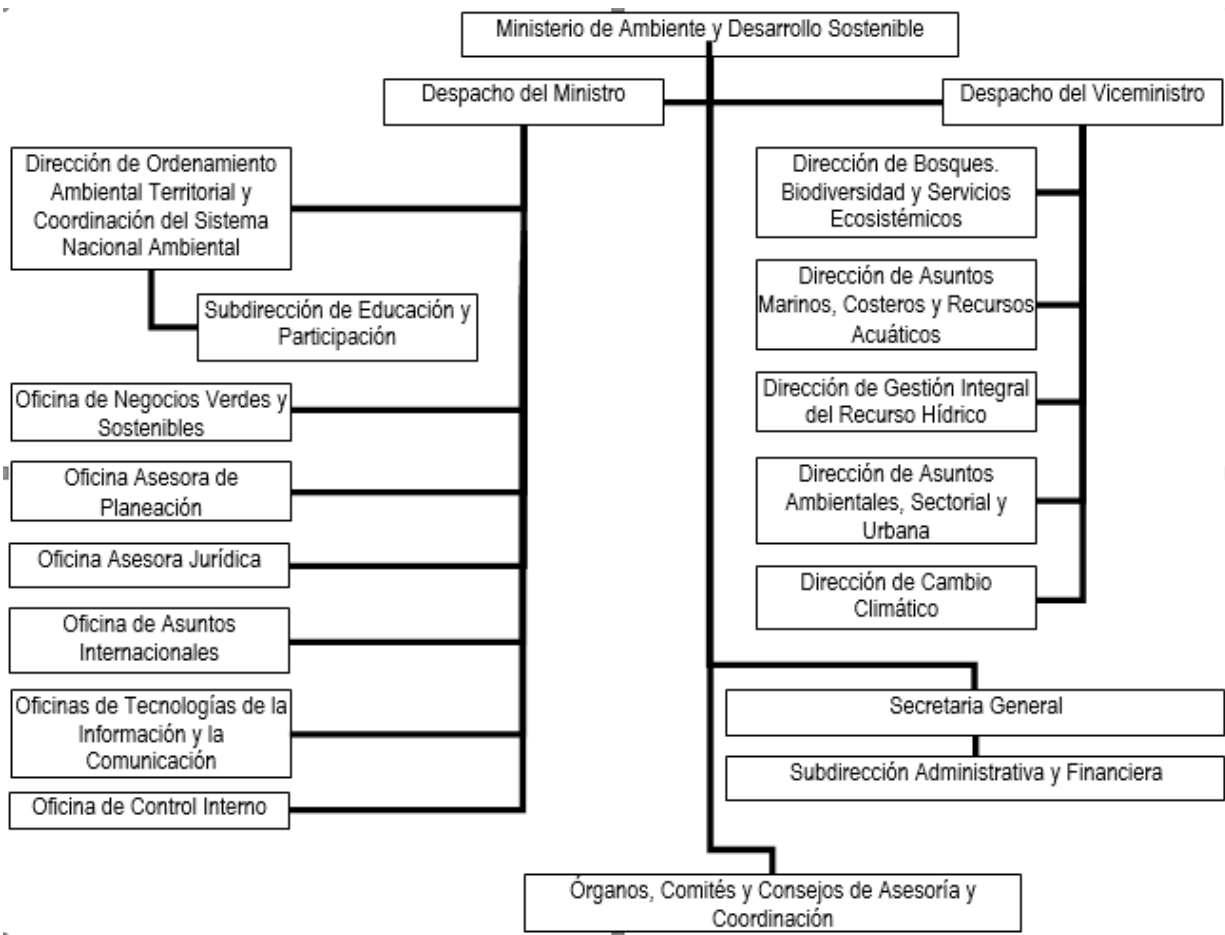 Ministerio de Ambiente y Desarrollo Sostenible
Despacho del Ministro
Despacho del Viceministro
Dirección de Ordenamiento
Ambiental Territorial y
Coordinación del Sistema
Nacional Ambiental
Subdirección de Educación y
Participación
Oficina de Negocios Verdes y
Sostenibles
Oficina Asesora de
Planeación
Oficina Asesora Jurídica
Oficina de Asuntos
Internacionales
Oficinas de Tecnologías de la
Información y la
Comunicación
Oficina de Control Interno
Dirección de Bosques.
Biodiversidad y Servicios
Ecosistémicos
Dirección de Asuntos
Marinos, Costeros y Recursos
Acuáticos
Dirección de Gestión Integral
del Recurso Hídrico
Dirección de Asuntos
Ambientales, Sectorial y
Urbana
Dirección de Cambio
Climático
Secretaria General
Subdirección Administrativa y Financiera
Órganos, Comités y Consejos de Asesoría y
Coordinación